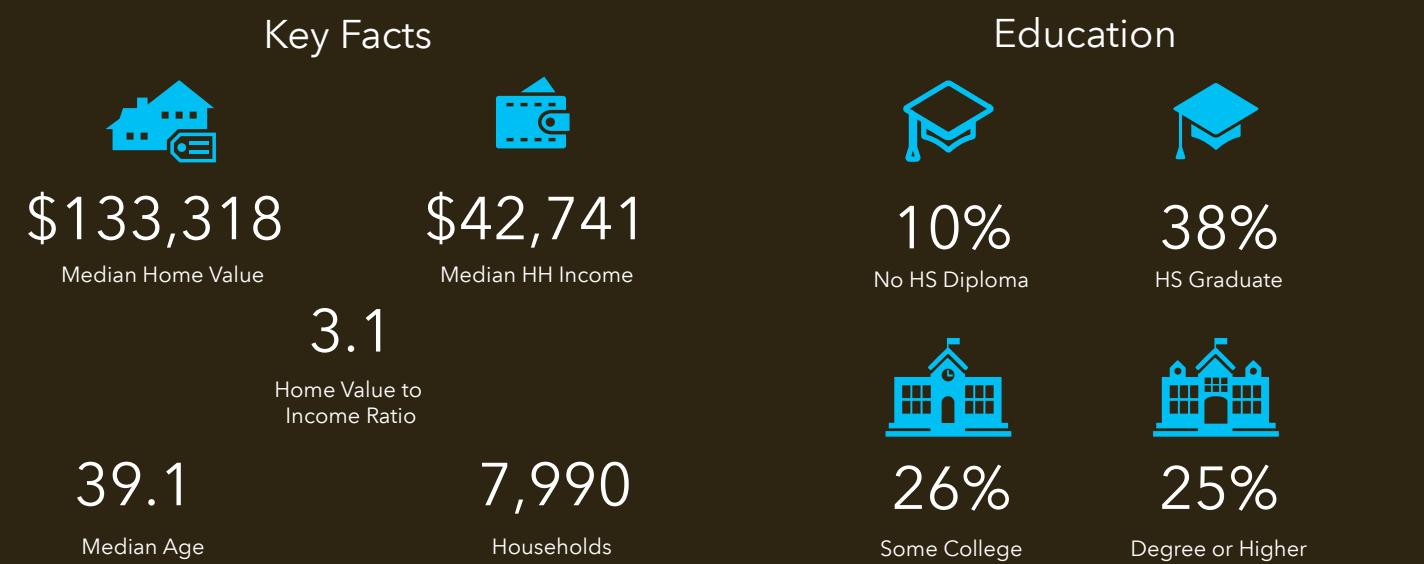 Key Facts
$133,318
Median Home Value
$42,741
Median HH Income
3.1
Home Value to
Income Ratio
39.1
Median Age
7,990
Households
Education
10%
No HS Diploma
38%
HS Graduate
26%
Some College
25%
Degree or Higher